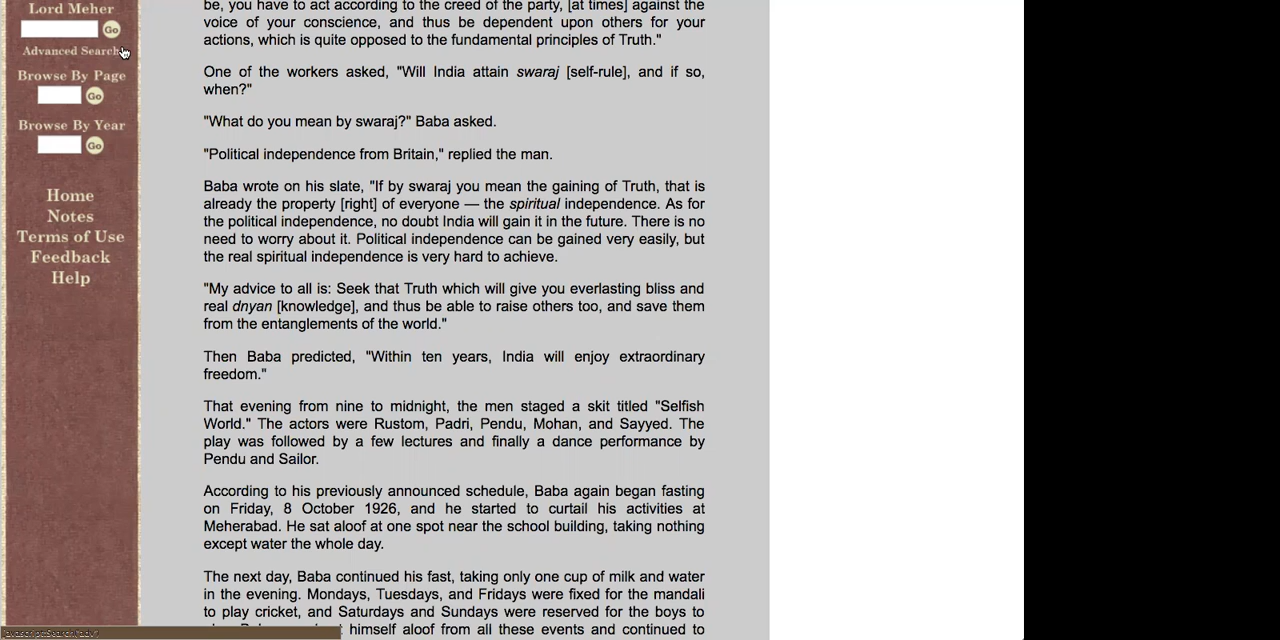 Lord Meher
Go
Advanced Search
Browse By Page
Go
Browse By Year
Go
Home
Notes
Terms of Use
Feedback
Help
be, you have to act according to the creed of the party, [at times] against the
voice of your conscience, and thus be dependent upon others for your
actions, which is quite opposed to the fundamental principles of Truth."
One of the workers asked, "Will India attain swaraj [self-rule], and if so,
when?"
"What do you mean by swaraj?" Baba asked.
"Political independence from Britain," replied the man.
Baba wrote on his slate, "If by swaraj you mean the gaining of Truth, that is
already the property [right] of everyone — the spiritual independence. As for
the political independence, no doubt India will gain it in the future. There is no
need to worry about it. Political independence can be gained very easily, but
the real spiritual independence is very hard to achieve.
"My advice to all is: Seek that Truth which will give you everlasting bliss and
real dnyan [knowledge], and thus be able to raise others too, and save them
from the entanglements of the world."
Then Baba predicted, "Within ten years, India will enjoy extraordinary
freedom."
That evening from nine to midnight, the men staged a skit titled "Selfish
World." The actors were Rustom, Padri, Pendu, Mohan, and Sayyed. The
play was followed by a few lectures and finally a dance performance by
Pendu and Sailor.
According to his previously announced schedule, Baba again began fasting
on Friday, 8 October 1926, and he started to curtail his activities at
Meherabad. He sat aloof at one spot near the school building, taking nothing
except water the whole day.
The next day, Baba continued his fast, taking only one cup of milk and water
in the evening. Mondays, Tuesdays, and Fridays were fixed for the mandali
to play cricket, and Saturdays and Sundays were reserved for the boys to
himself aloof from all these events and continued to